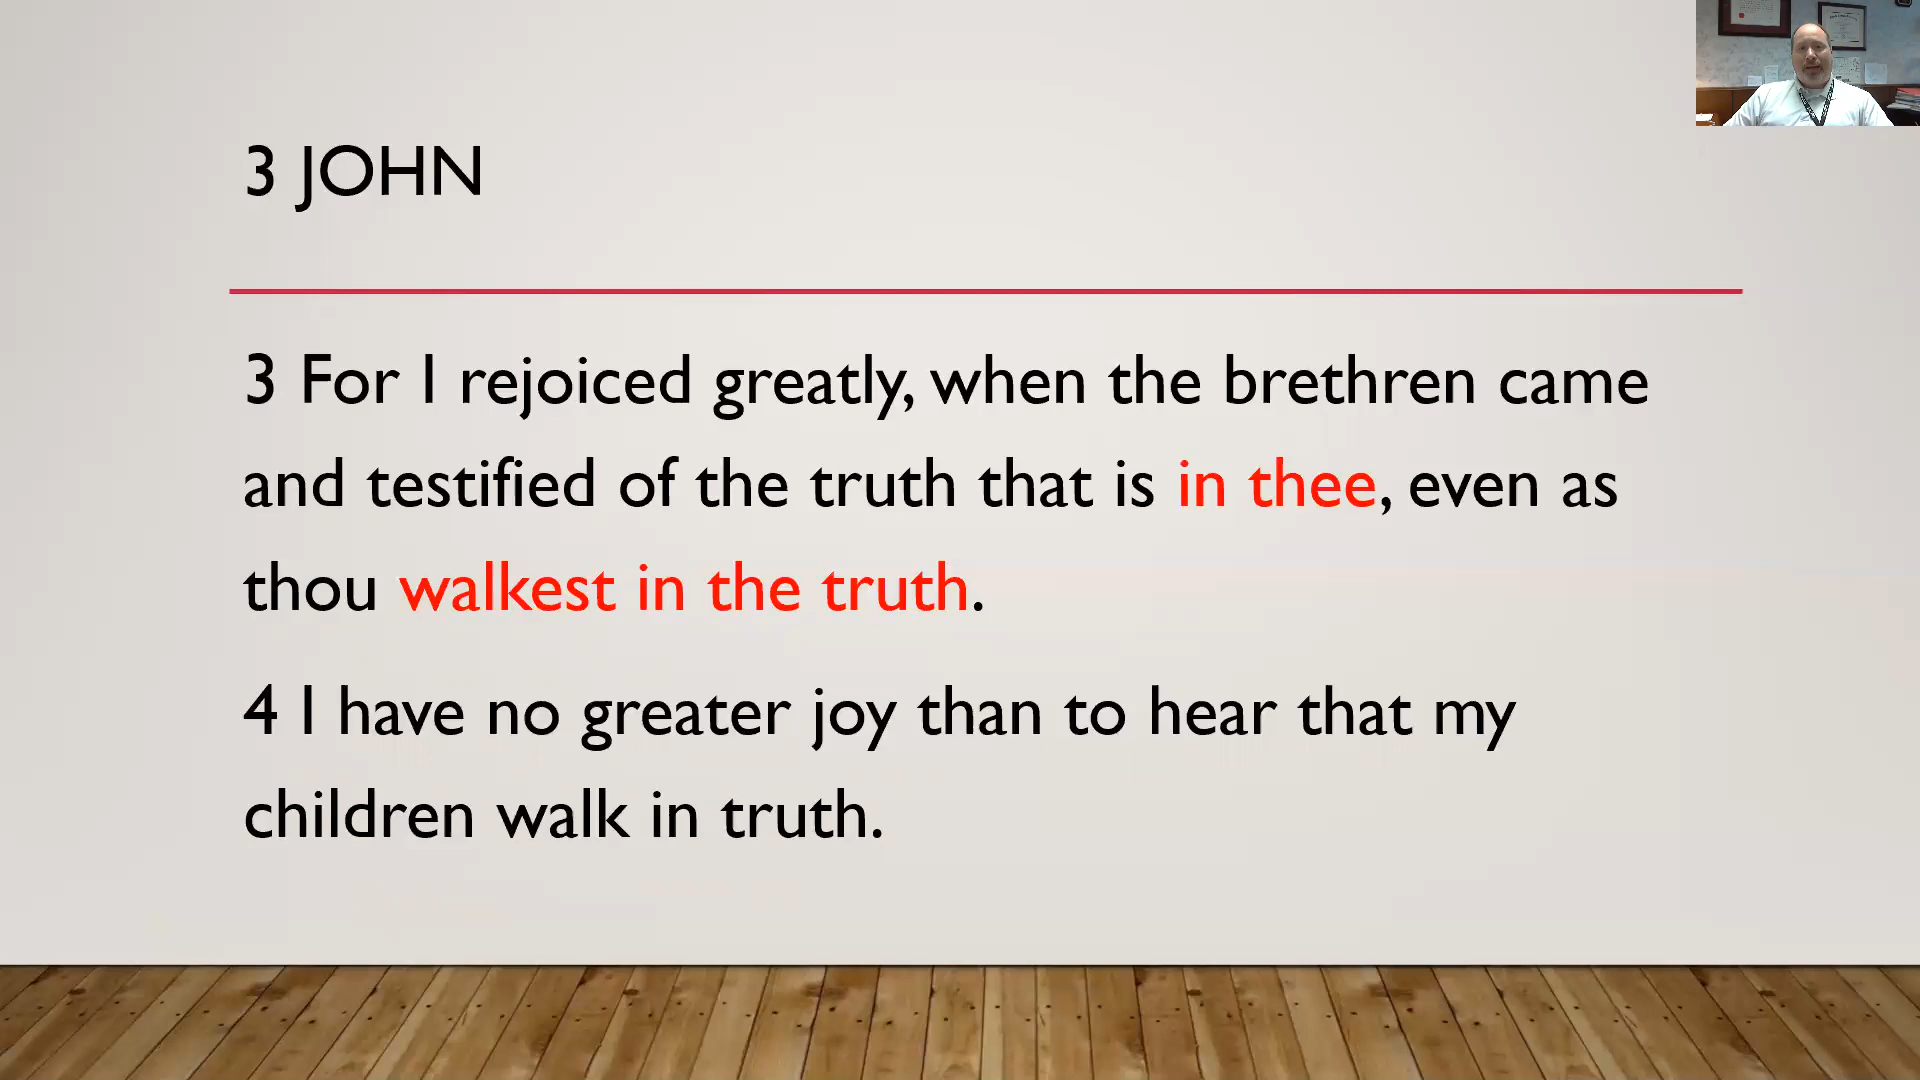 3 JOHN
3 For I rejoiced greatly, when the brethren came
and testified of the truth that is in thee, even as
thou walkest in the truth.
4 I have no greater joy than to hear that my
children walk in truth.